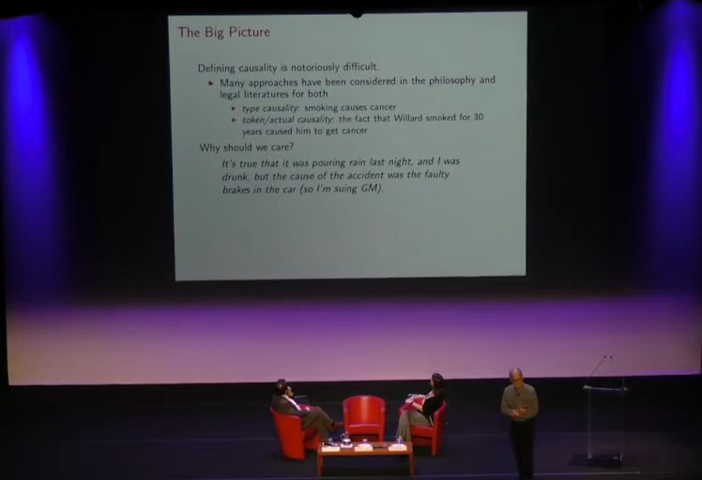 The Big Picture
Defining causality is notoriously difficult.
▸ Many approaches have been considered in the philosophy and
legal literatures for both
▸ type causality: smoking causes cancer
▸ token/actual causality: the fact that Willard smoked for 30
years caused him to get cancer
Why should we care?
It's true that it was pouring rain last night, and I was
drunk, but the cause of the accident was the faulty
brakes in the car (so I'm suing GM).